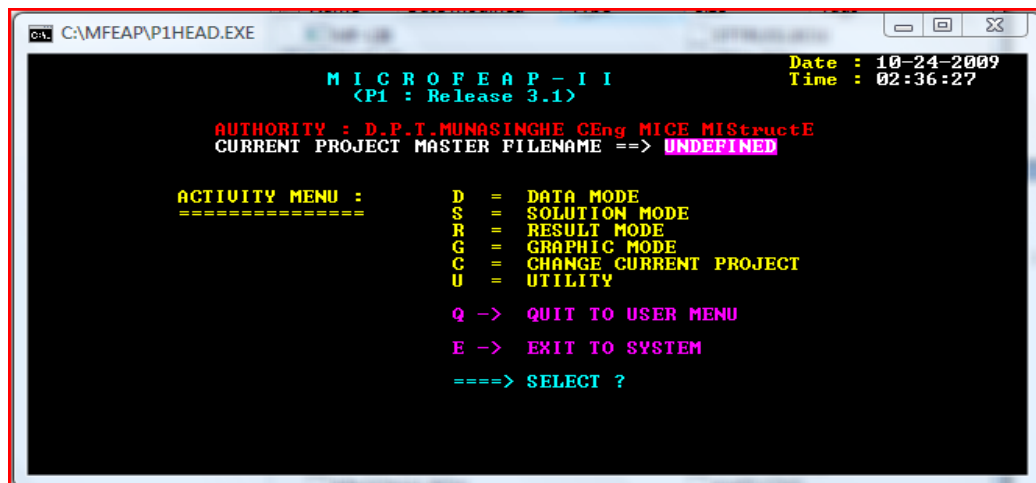 C:\MFEAP\P1HEAD.EXE
Date : 10-24-2009
M I C R O F E A P - I I
Time : 02:36:27
(P1 : Release 3.1)
AUTHORITY : D.P.T.MUNASINGHE CEng MICE MIStructE
CURRENT PROJECT MASTER FILENAME ==> UNDEFINED
ACTIVITY MENU :
===============
D = DATA MODE
S = SOLUTION MODE
R = RESULT MODE
G = GRAPHIC MODE
C = CHANGE CURRENT PROJECT
U = UTILITY
Q -> QUIT TO USER MENU
E -> EXIT TO SYSTEM
====> SELECT ?